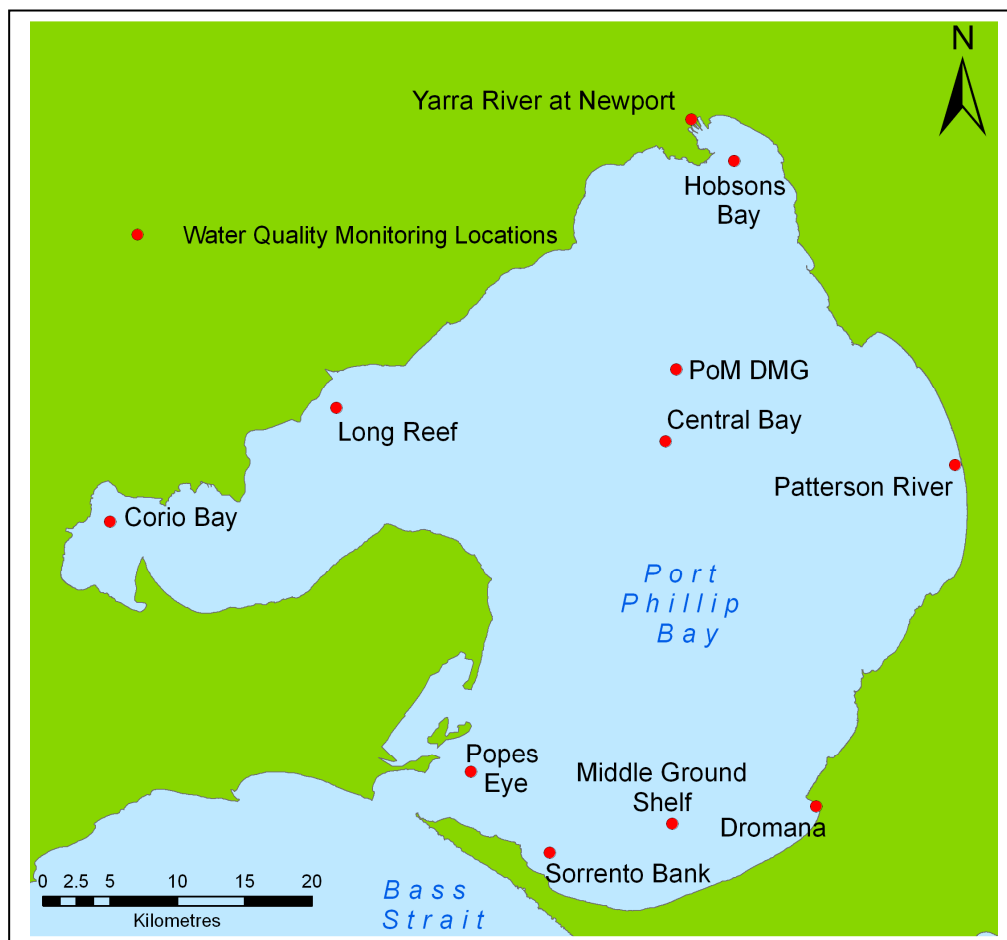 N
Yarra River at Newport
Hobsons
Bay
Water Quality Monitoring Locations
PoM DMG
Central Bay
Long Reef
Patterson River
Corio Bay
Port
Phillip
Bay
Popes
Eye
Middle Ground
Shelf
Dromana
Sorrento Bank
0 2.5 5 10 15 20
Kilometres
Bass
Strait